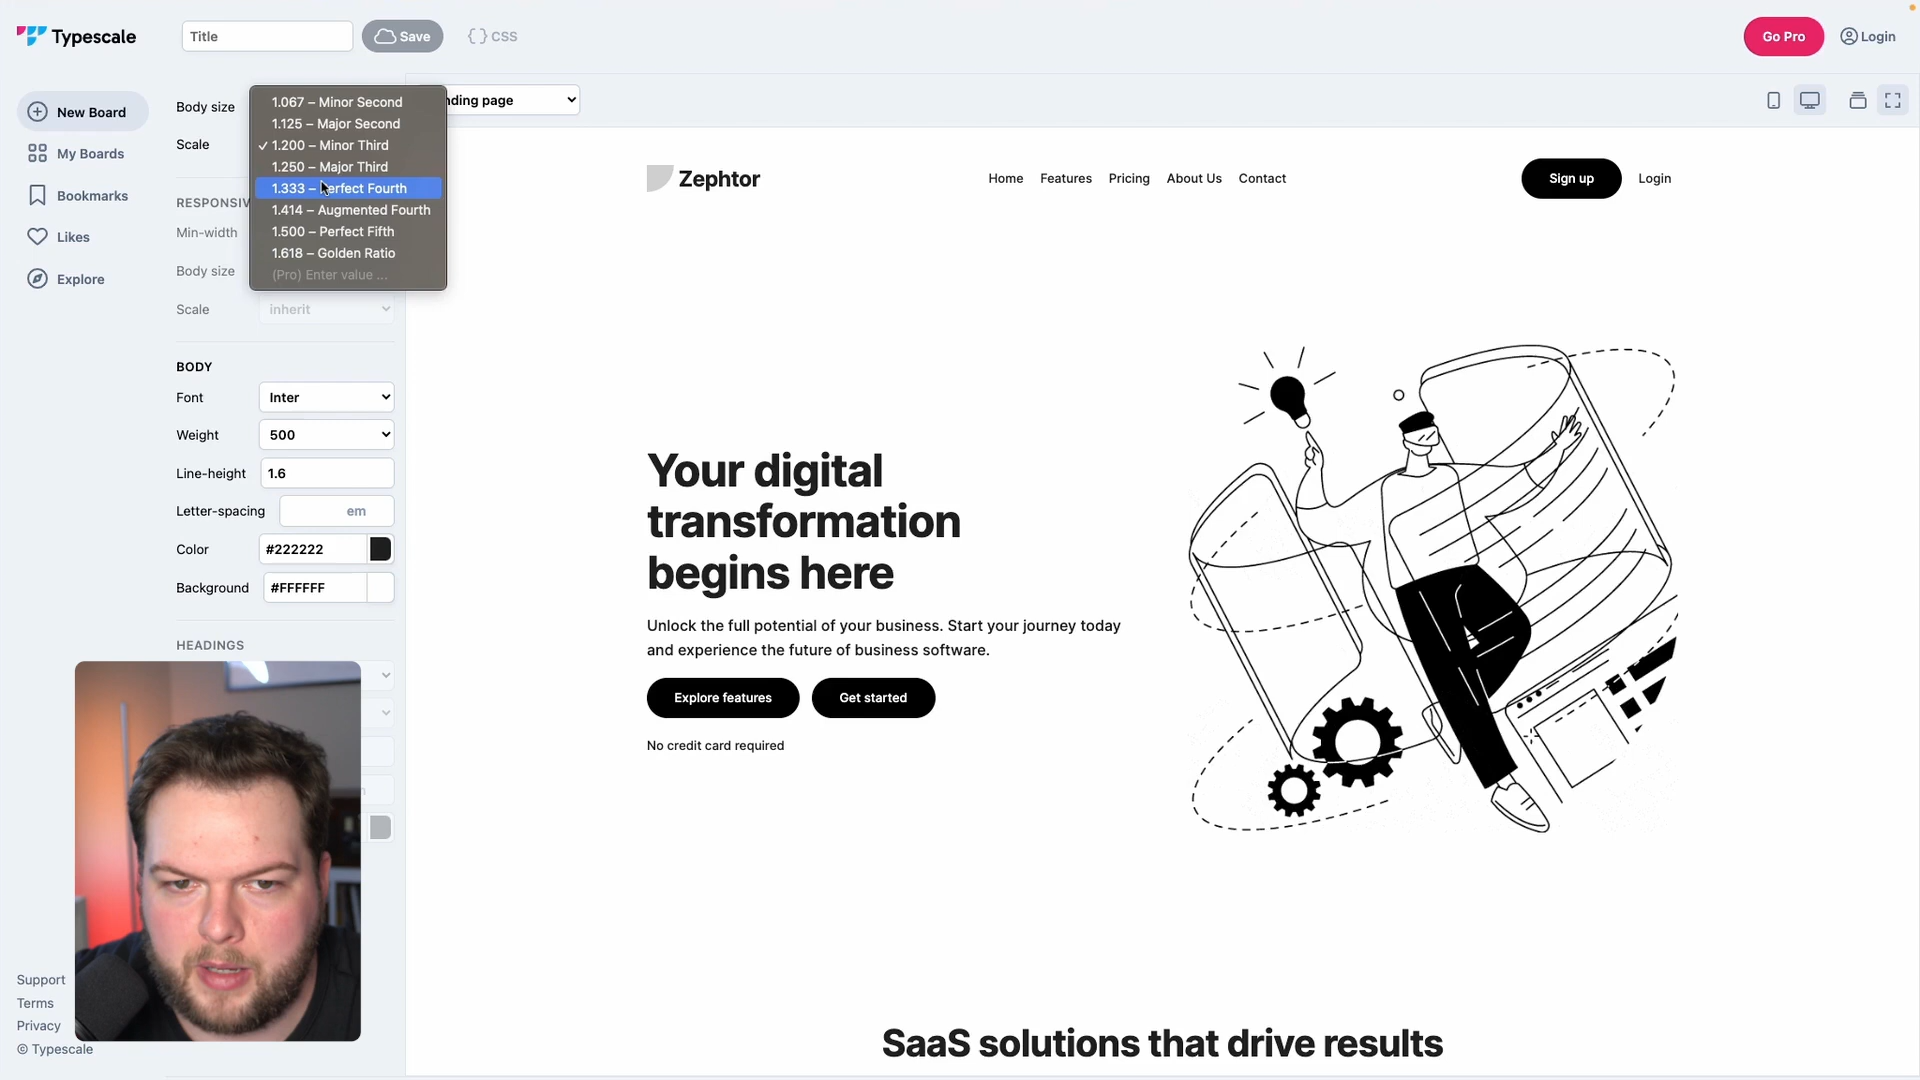 Typescale
Title
Save
CSS
Go Pro
Login
New Board
My Boards
Bookmarks
Likes
Explore
Body size
Scale
1.067 – Minor Second
1.125 – Major Second
✓ 1.200 – Minor Third
1.250 – Major Third
1.333 – Perfect Fourth
1.414 – Augmented Fourth
1.500 – Perfect Fifth
1.618 – Golden Ratio
(Pro) Enter value ...
Min-width
Body size
Scale
inherit
BODY
Font
Inter
Weight
500
Line-height
1.6
Letter-spacing
em
Color
#222222
Background
#FFFFFF
HEADINGS
Support
Terms
Privacy
© Typescale
page
Zephtor
Home
Features
Pricing
About Us
Contact
Sign up
Login
Your digital
transformation
begins here
Unlock the full potential of your business. Start your journey today
and experience the future of business software.
Explore features
Get started
No credit card required
SaaS solutions that drive results